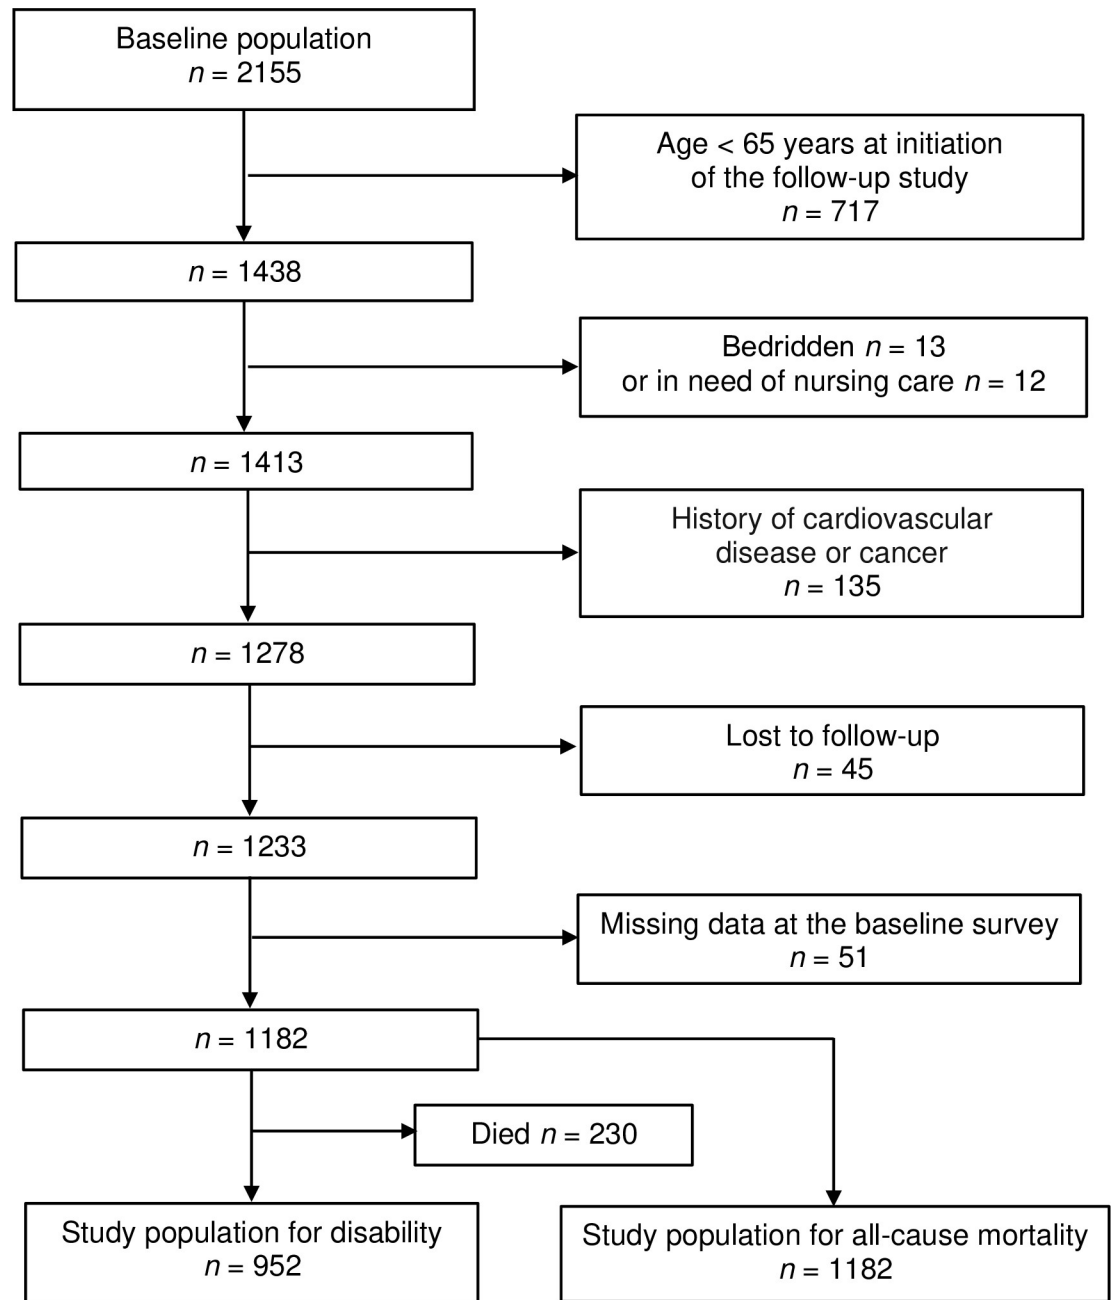 Baseline population
n = 2155
Age < 65 years at initiation
of the follow-up study
n = 717
n = 1438
Bedridden n = 13
or in need of nursing care n = 12
n = 1413
History of cardiovascular
disease or cancer
n = 135
n = 1278
Lost to follow-up
n = 45
n = 1233
Missing data at the baseline survey
n = 51
n = 1182
Died n = 230
Study population for disability
n = 952
Study population for all-cause mortality
n = 1182